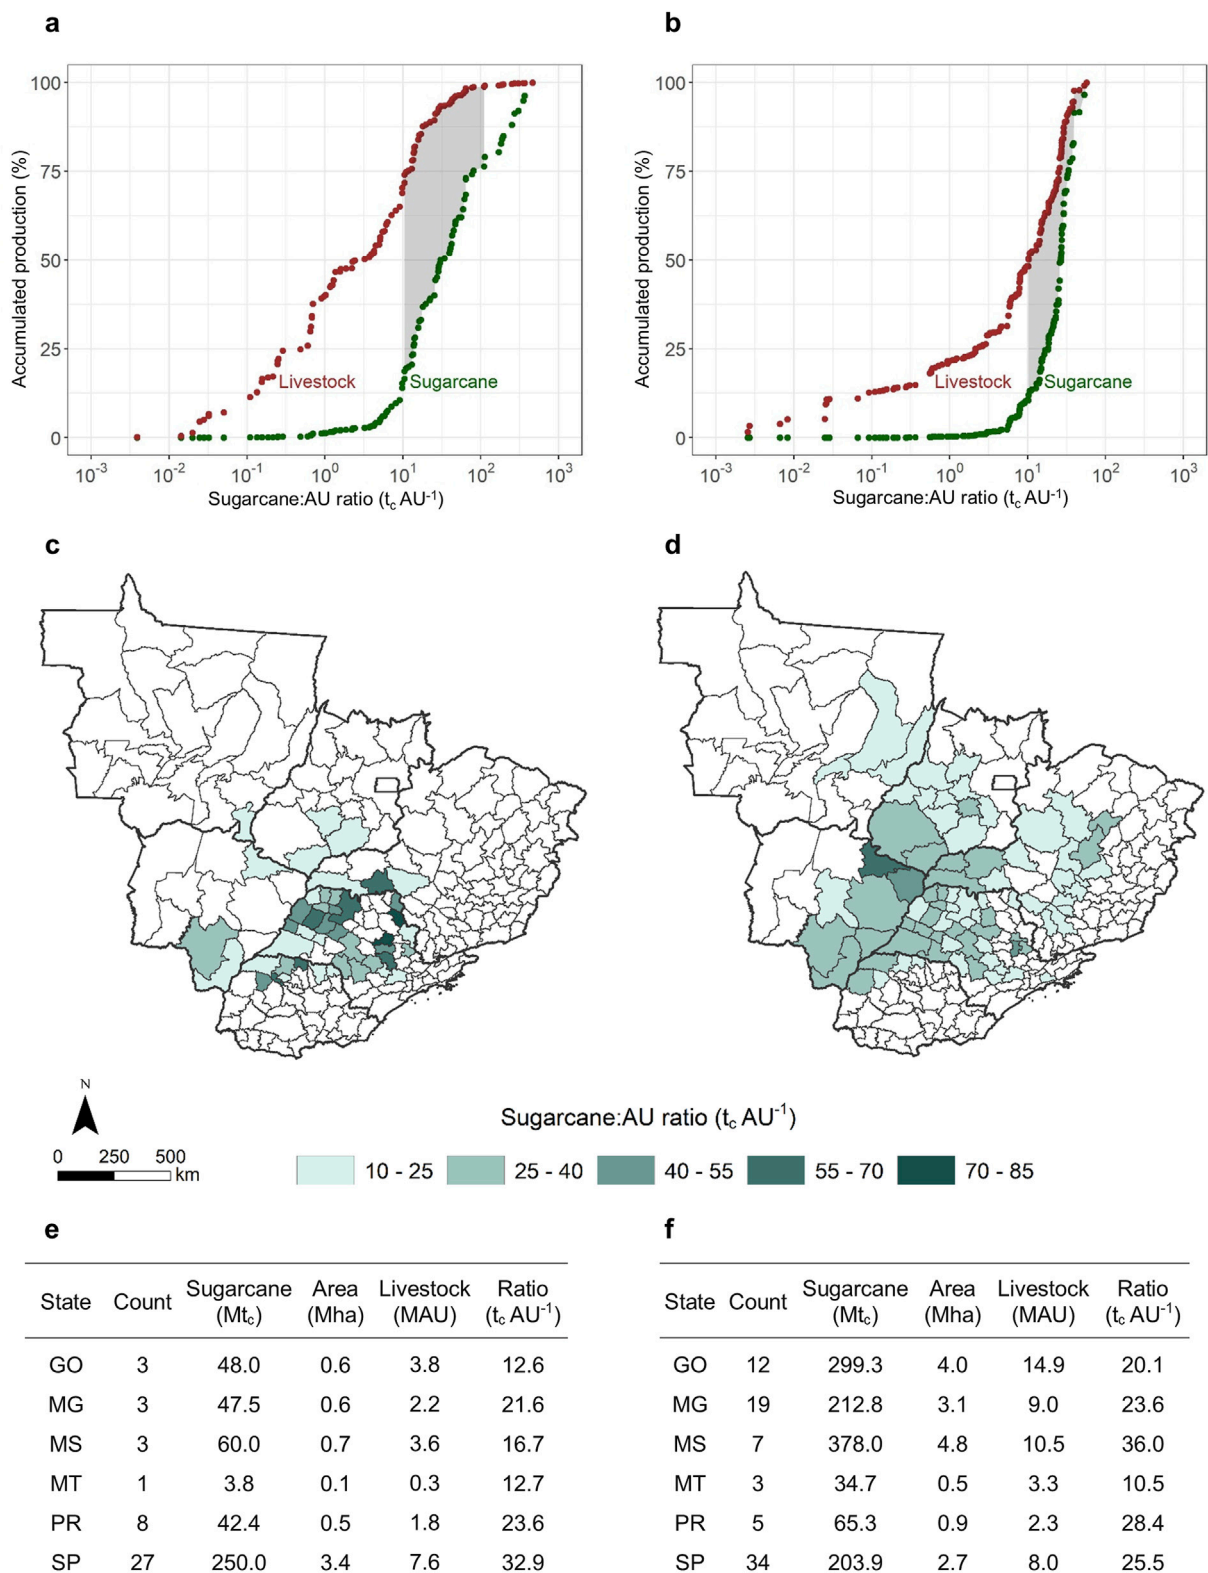 a
Accumulated production (%)
100
75
50
25
0
Livestock
Sugarcane
10-3 10-2 10-1 100 101 102 103
Sugarcane:AU ratio (tc AU-1)
b
Accumulated production (%)
100
75
50
25
0
Livestock
Sugarcane
10-3 10-2 10-1 100 101 102 103
Sugarcane:AU ratio (tc AU-1)
c
d
N
0 250 500
km
Sugarcane:AU ratio (tc AU-1)
10 - 25 25 - 40 40 - 55 55 - 70 70 - 85
e
State Count Sugarcane (Mtc) Area (Mha) Livestock (MAU) Ratio (tc AU-1)
GO 3 48.0 0.6 3.8 12.6
MG 3 47.5 0.6 2.2 21.6
MS 3 60.0 0.7 3.6 16.7
MT 1 3.8 0.1 0.3 12.7
PR 8 42.4 0.5 1.8 23.6
SP 27 250.0 3.4 7.6 32.9
f
State Count Sugarcane (Mtc) Area (Mha) Livestock (MAU) Ratio (tc AU-1)
GO 12 299.3 4.0 14.9 20.1
MG 19 212.8 3.1 9.0 23.6
MS 7 378.0 4.8 10.5 36.0
MT 3 34.7 0.5 3.3 10.5
PR 5 65.3 0.9 2.3 28.4
SP 34 203.9 2.7 8.0 25.5